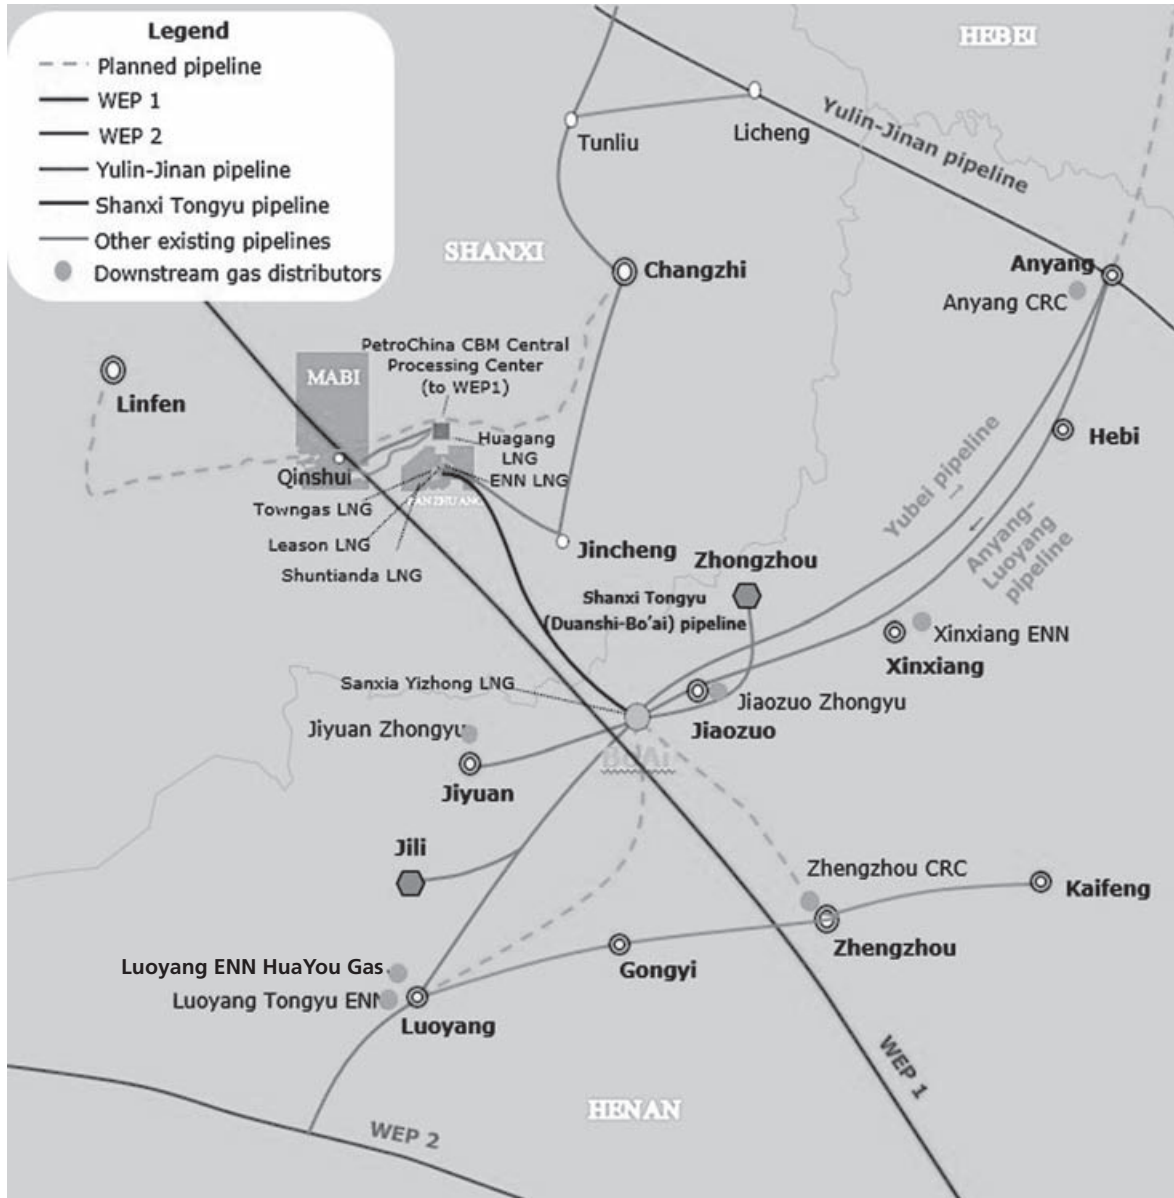 Legend
Planned pipeline
WEP 1
WEP 2
Yulin-Jinan pipeline
Shanxi Tongyu pipeline
Other existing pipelines
Downstream gas distributors
HEBEI
Yulin-Jinan pipeline
Licheng
Tunliu
SHANXI
Changzhi
Anyang
Anyang CRC
PetroChina CBM Central
Processing Center
(to WEP1)
MABI
Linfen
Huagang
LNG
ENN LNG
Qinshui
PANZHUANG
Towngas LNG
Leason LNG
Shuntianda LNG
Hebi
Yubei pipeline
Anyang-
Luoyang
pipeline
Jincheng
Zhongzhou
Shanxi Tongyu
(Duanshi-Bo'ai) pipeline
Xinxiang ENN
Xinxiang
Sanxia Yizhong LNG
Jiaozuo Zhongyu
Jiaozuo
Jiyuan Zhongyu
Bo'Ai
Jiyuan
Jili
Zhengzhou CRC
Kaifeng
Zhengzhou
Gongyi
Luoyang ENN HuaYou Gas
Luoyang Tongyu ENN
Luoyang
WEP 1
HENAN
WEP 2